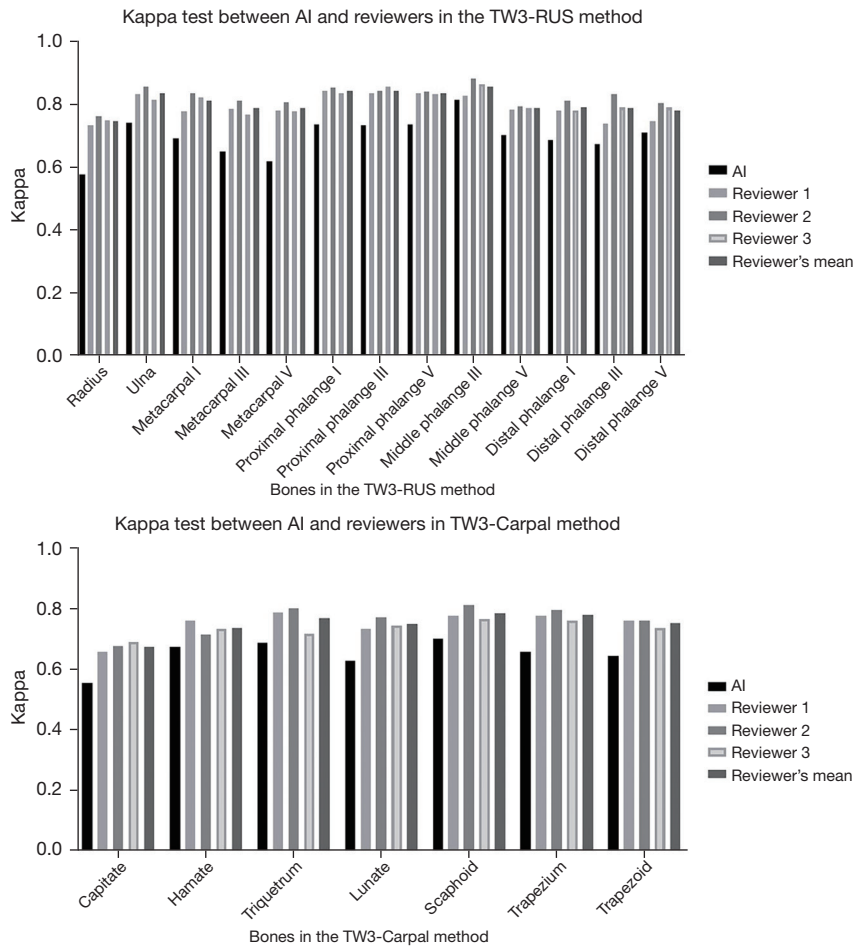 Kappa test between AI and reviewers in the TW3-RUS method
1.0
0.8
0.6
0.4
0.2
0.0
Kappa
Radius
Ulna
Metacarpal I
Metacarpal III
Metacarpal V
Proximal phalange I
Proximal phalange III
Proximal phalange V
Middle phalange III
Middle phalange V
Distal phalange I
Distal phalange III
Distal phalange V
Bones in the TW3-RUS method
AI
Reviewer 1
Reviewer 2
Reviewer 3
Reviewer's mean
Kappa test between AI and reviewers in TW3-Carpal method
1.0
0.8
0.6
0.4
0.2
0.0
Kappa
Capitate
Hamate
Triquetrum
Lunate
Scaphoid
Trapezium
Trapezoid
Bones in the TW3-Carpal method
AI
Reviewer 1
Reviewer 2
Reviewer 3
Reviewer's mean